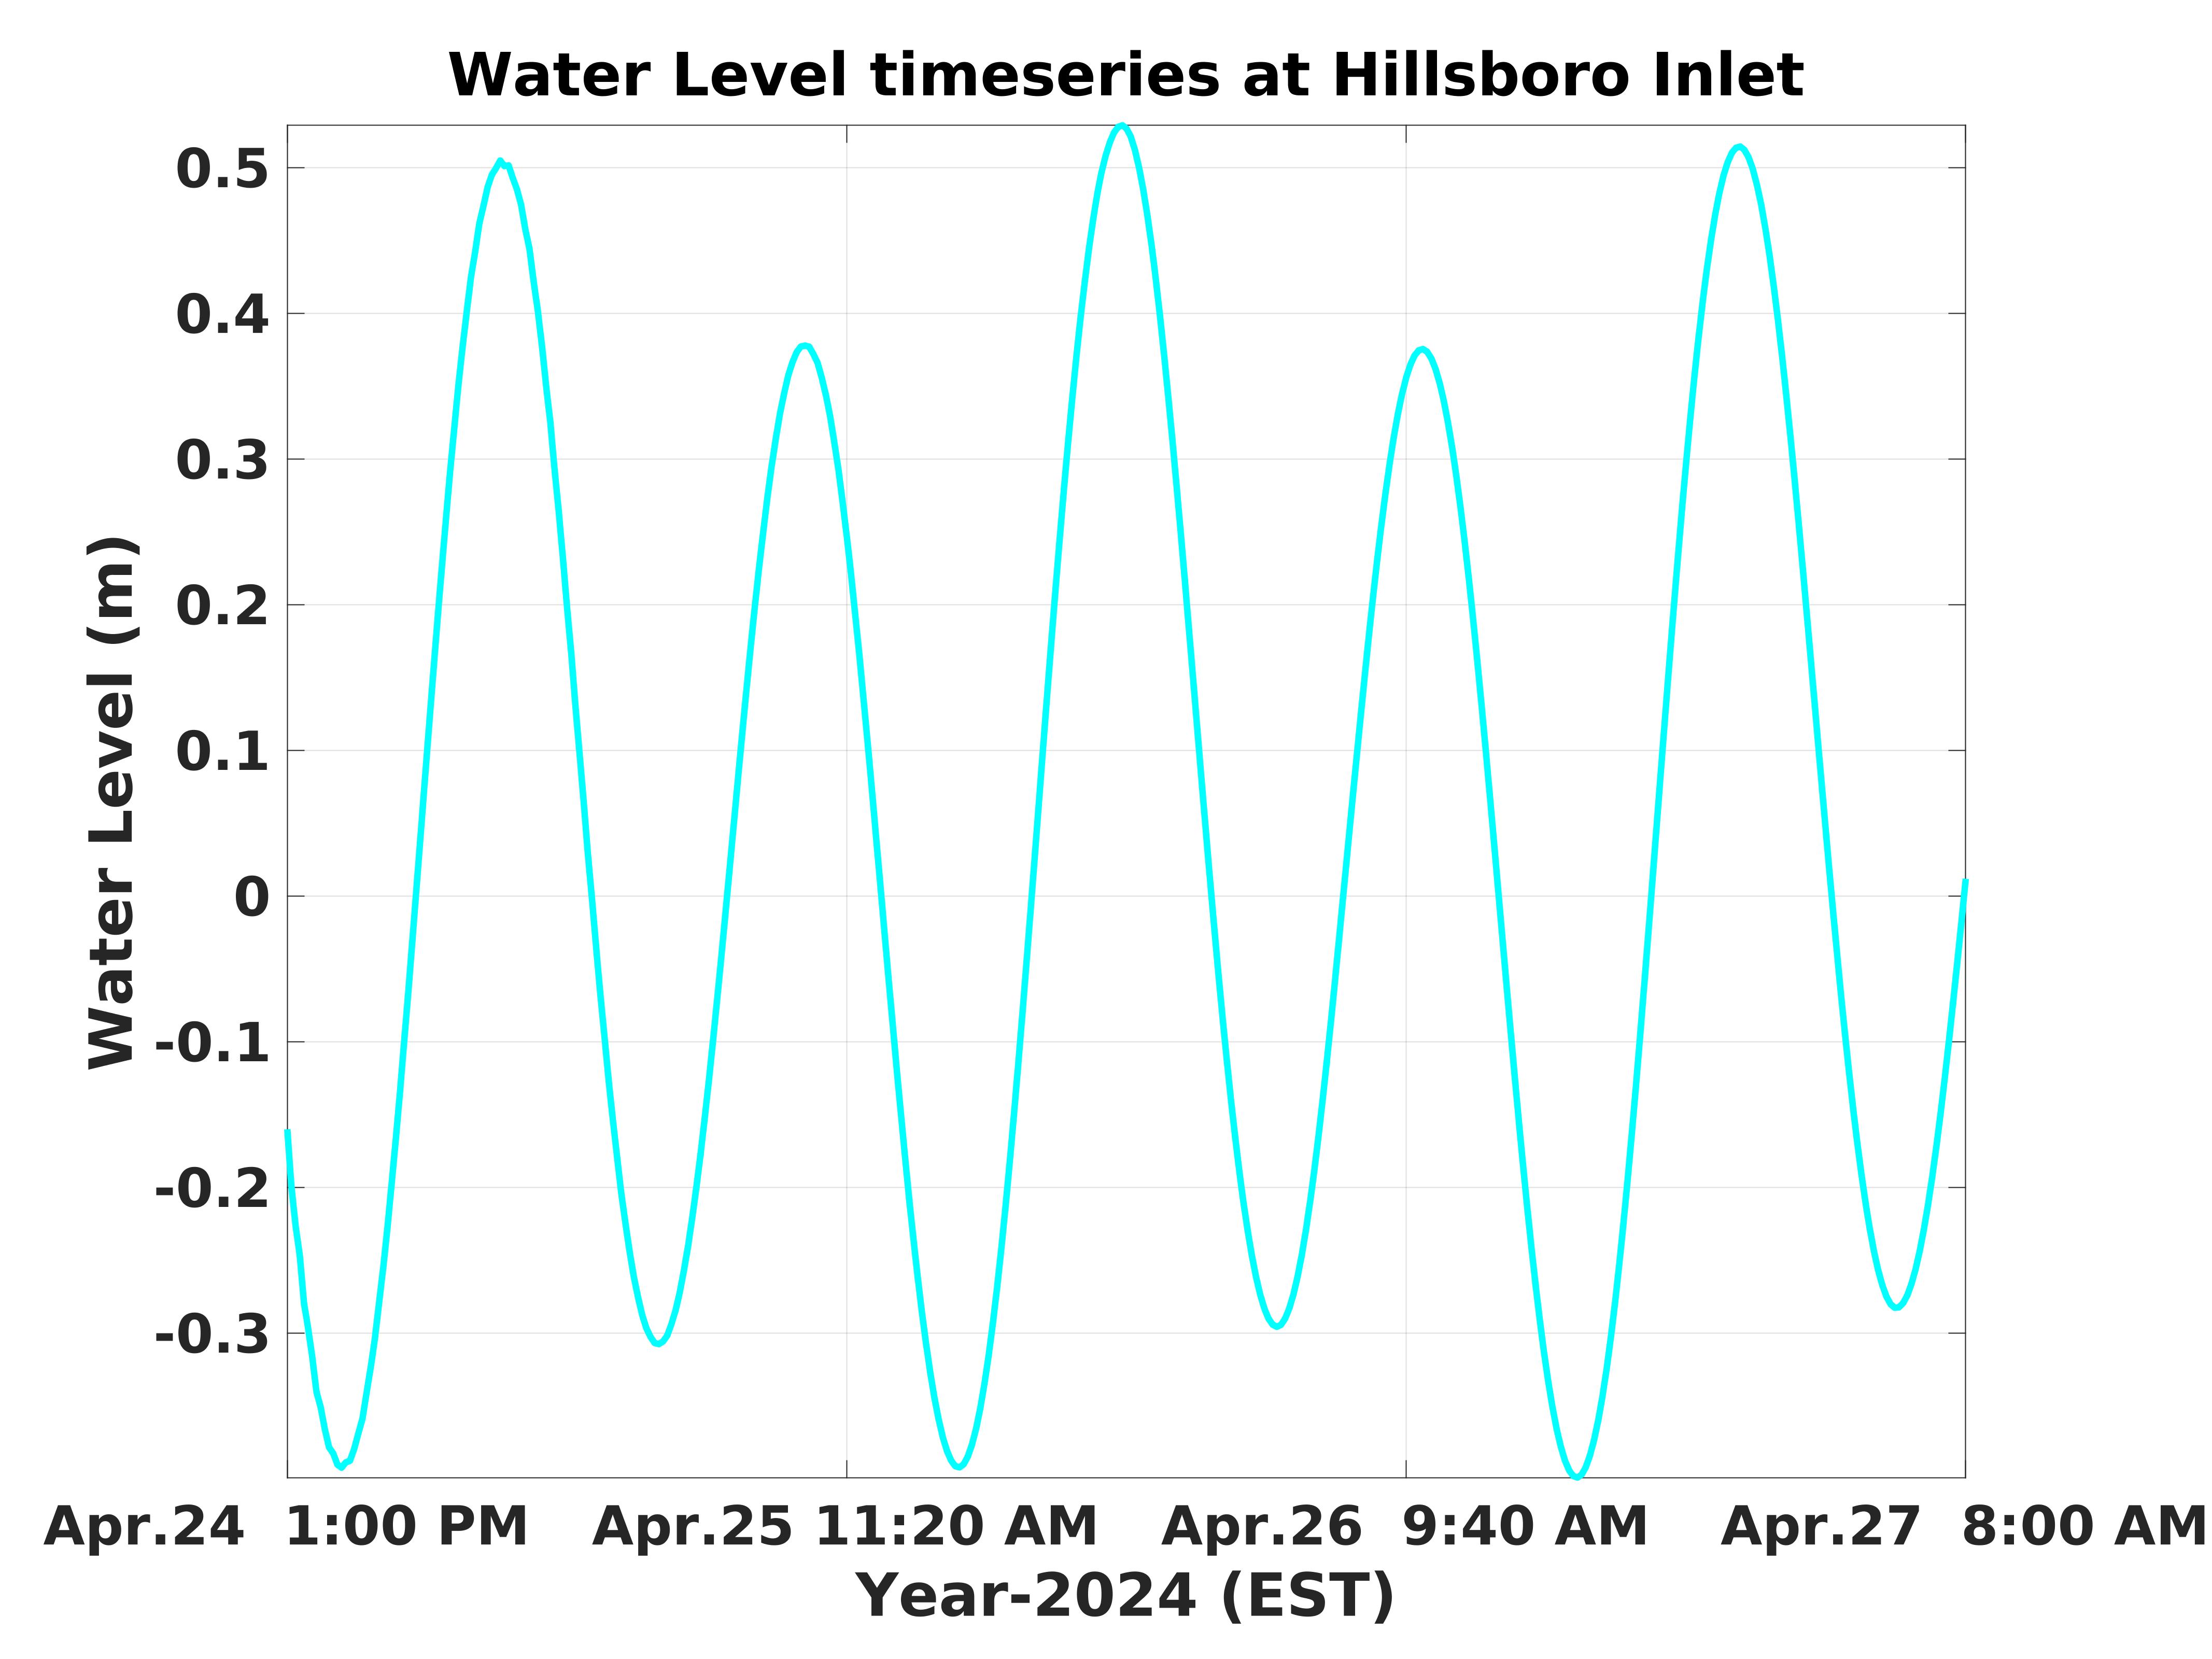 Water Level timeseries at Hillsboro Inlet
0.5
0.4
0.3
0.2
0.1
0
-0.1
-0.2
-0.3
Water Level (m)
Apr.24 1:00 PM Apr.25 11:20 AM Apr.26 9:40 AM Apr.27 8:00 AM
Year-2024 (EST)